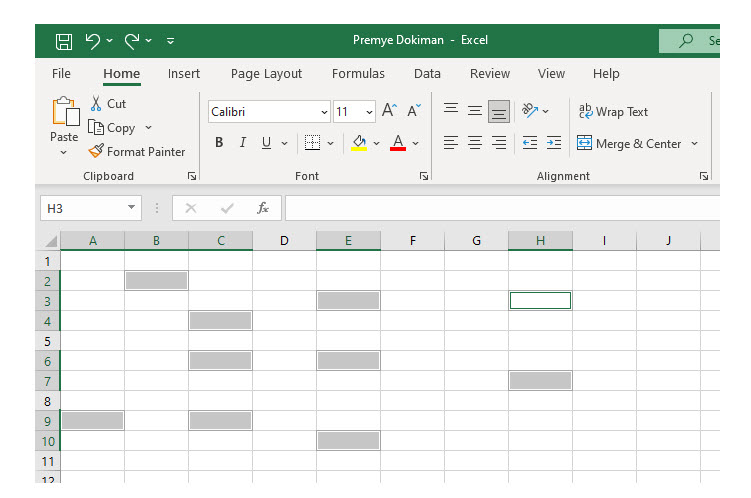 Premye Dokiman - Excel
File Home Insert Page Layout Formulas Data Review View Help
Cut
Copy
Format Painter
Paste
Clipboard
Calibri 11 A^ A˅
B I U A
Font
ab Wrap Text
Merge & Center
Alignment
H3 fx
A B C D E F G H I J
1
2
3
4
5
6
7
8
9
10
11
12